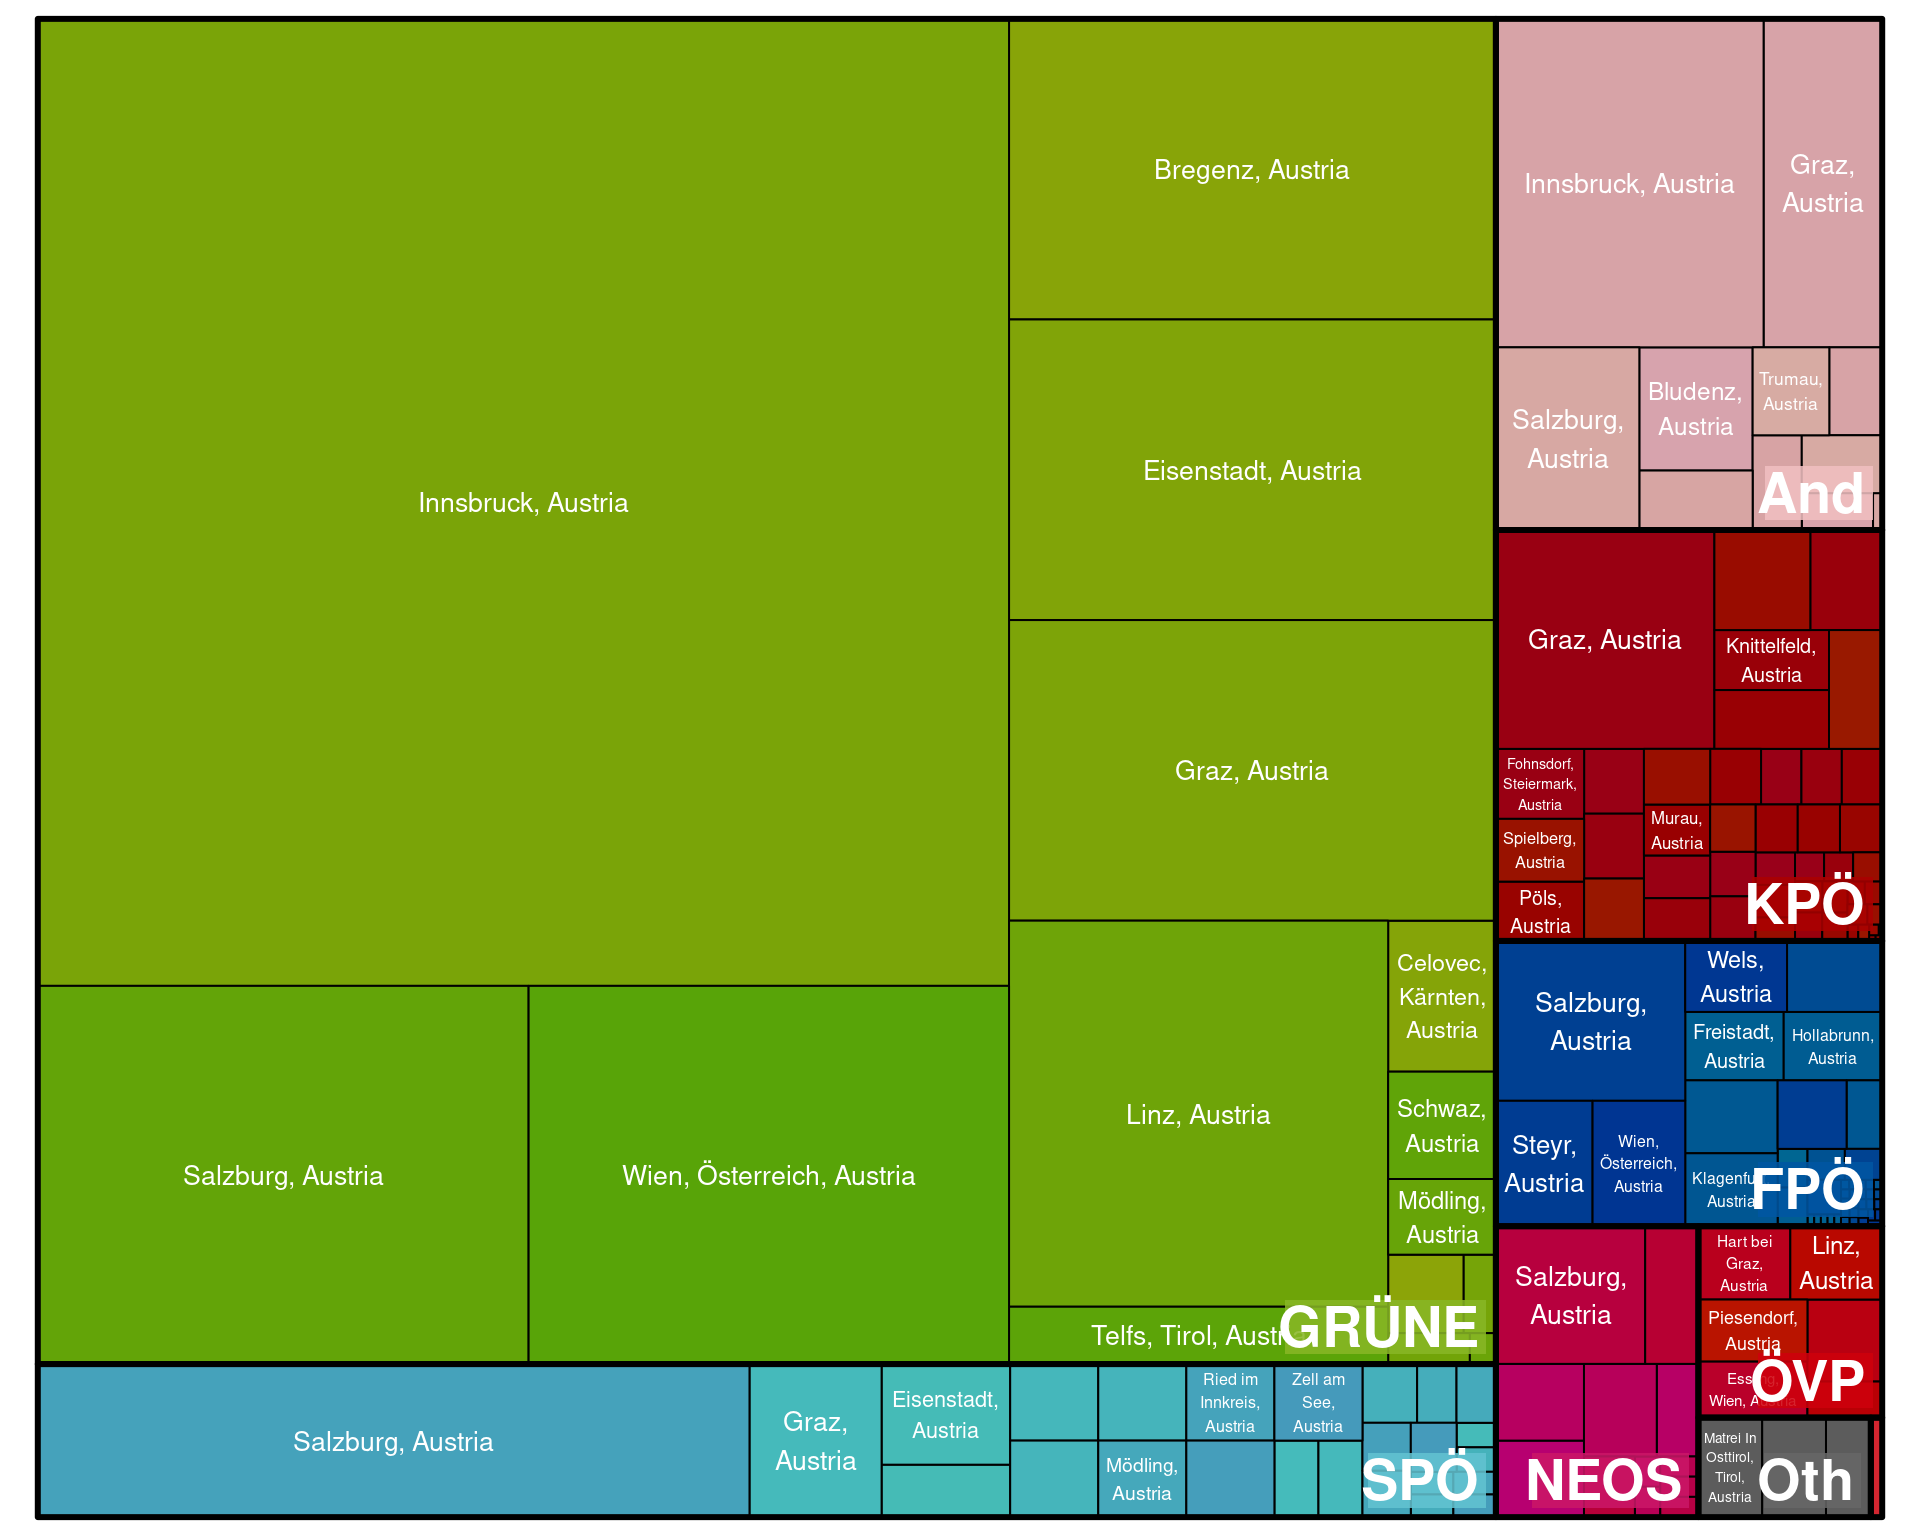 Innsbruck, Austria
Bregenz, Austria
Eisenstadt, Austria
Graz, Austria
Linz, Austria
Celovec,
Kärnten,
Austria
Schwaz,
Austria
Mödling,
Austria
Telfs, Tirol, Austria
Salzburg, Austria
Wien, Österreich, Austria
GRÜNE
Salzburg, Austria
Graz,
Austria
Eisenstadt,
Austria
Ried im
Innkreis,
Austria
Zell am
See,
Austria
Mödling,
Austria
SPÖ
Innsbruck, Austria
Graz,
Austria
Salzburg,
Austria
Bludenz,
Austria
Trumau,
Austria
And
Graz, Austria
Knittelfeld,
Austria
Fohnsdorf,
Steiermark,
Austria
Spielberg,
Austria
Pöls,
Austria
Murau,
Austria
KPÖ
Salzburg,
Austria
Wels,
Austria
Freistadt,
Austria
Hollabrunn,
Austria
Steyr,
Austria
Wien,
Österreich,
Austria
Klagenfu
Austria
FPÖ
Salzburg,
Austria
NEOS
Hart bei
Graz,
Austria
Linz,
Austria
Piesendorf,
Austria
Essling,
Wien, Austria
ÖVP
Matrei In
Osttirol,
Tirol,
Austria
Oth